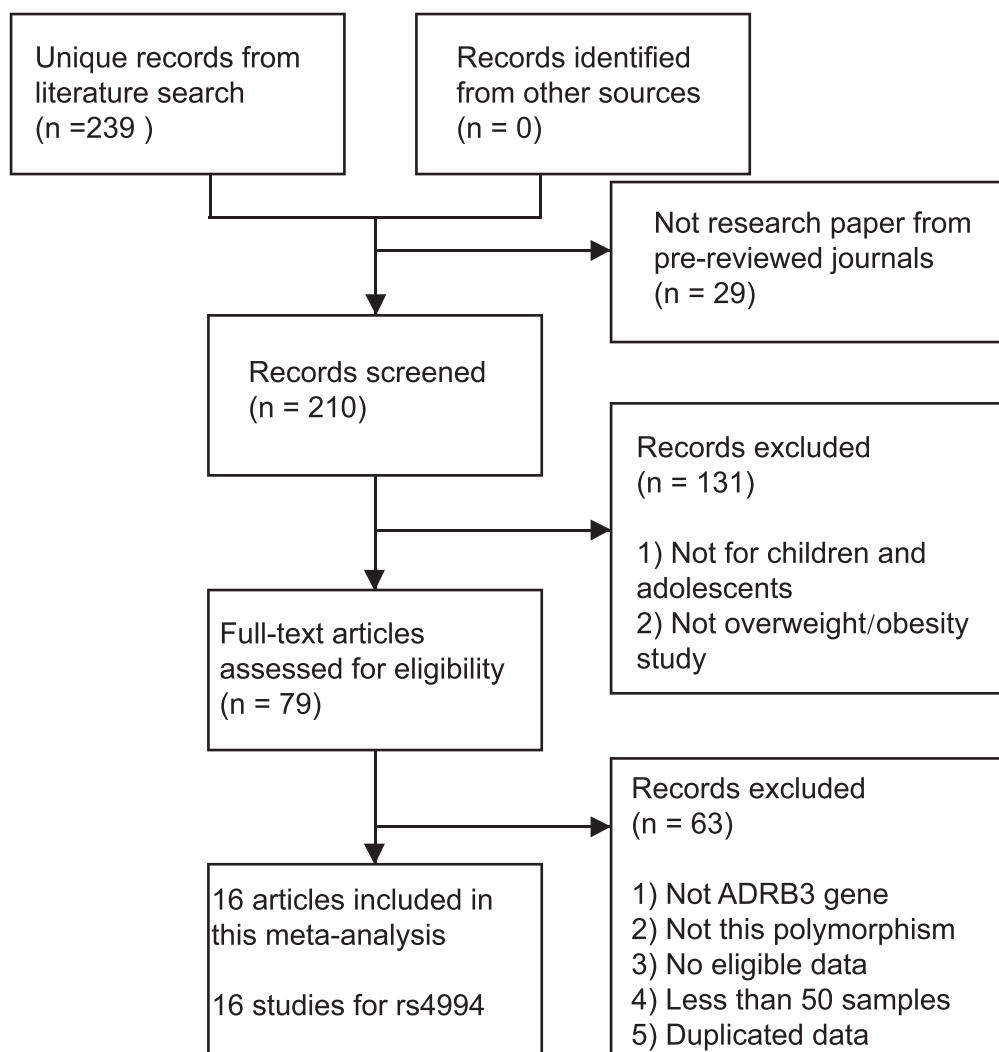 Unique records from
literature search
(n =239 )
Records identified
from other sources
(n = 0)
Not research paper from
pre-reviewed journals
(n = 29)
Records screened
(n = 210)
Records excluded
(n = 131)
1) Not for children and
adolescents
2) Not overweight/obesity
study
Full-text articles
assessed for eligibility
(n = 79)
Records excluded
(n = 63)
1) Not ADRB3 gene
2) Not this polymorphism
3) No eligible data
4) Less than 50 samples
5) Duplicated data
16 articles included in
this meta-analysis
16 studies for rs4994